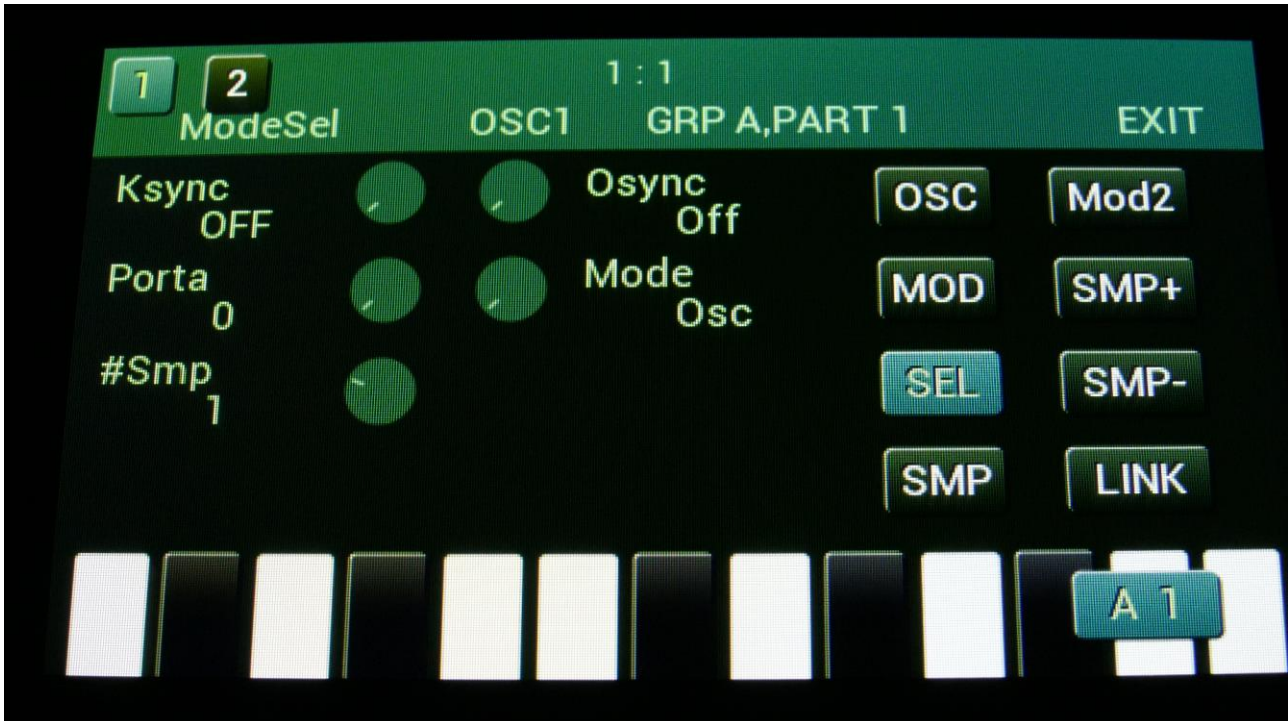 1 2 1 : 1
ModeSel OSC1 GRP A,PART 1 EXIT
Ksync Osync OSC Mod2
OFF Off
Porta Mode MOD SMP+
0 Osc
#Smp SEL SMP-
1
SMP LINK
A 1